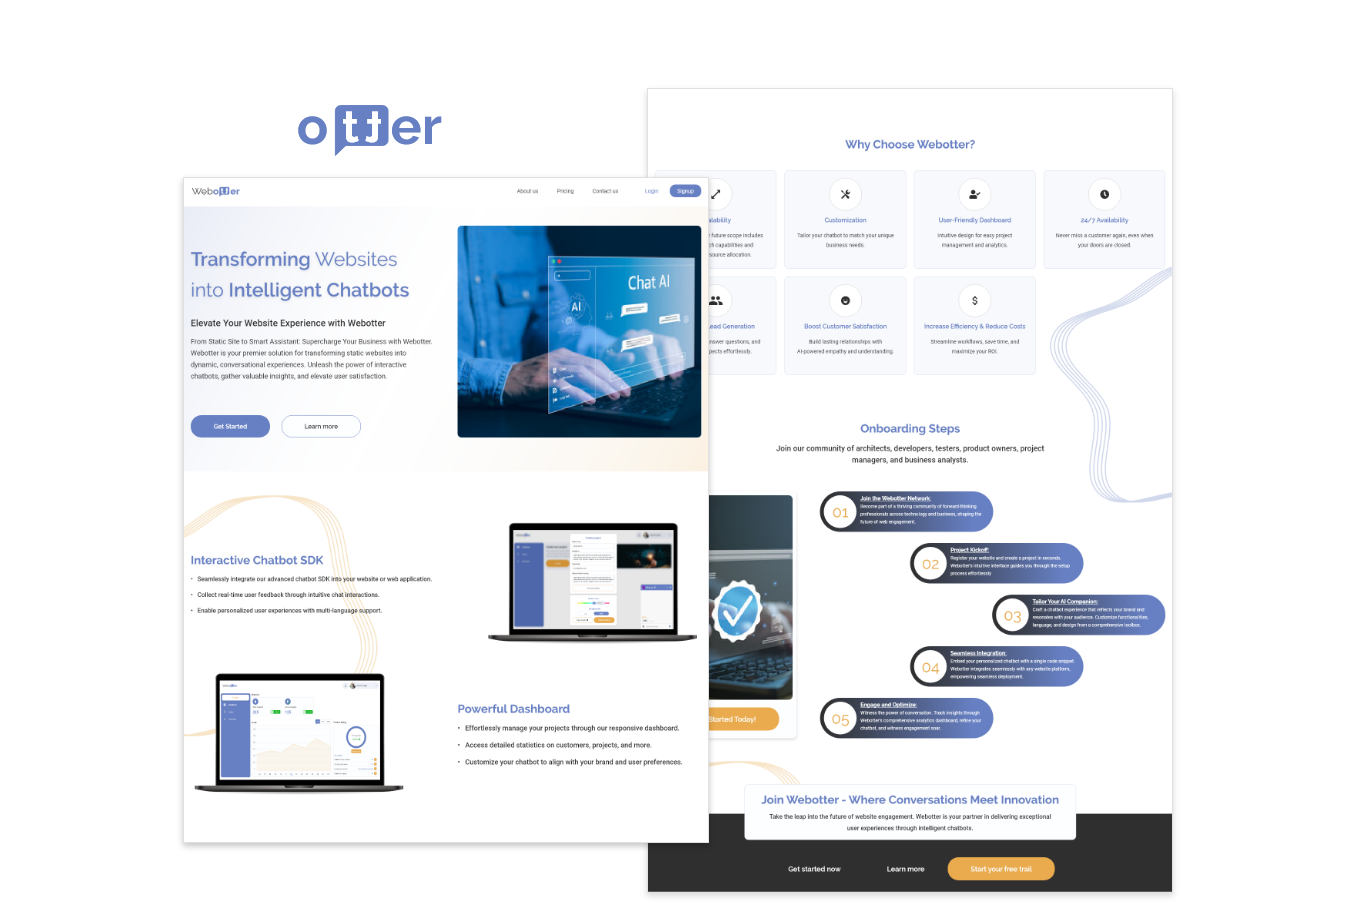 otter
Webotter
About us
Pricing
Contact us
Login
Signup
Transforming Websites
into Intelligent Chatbots
Elevate Your Website Experience with Webotter
From Static Site to Smart Assistant: Supercharge Your Business with Webotter.
Webotter is your premier solution for transforming static websites into
dynamic, conversational experiences. Unleash the power of interactive
chatbots, gather valuable insights, and elevate user satisfaction.
Get Started
Learn more
Chat AI
AI
Interactive Chatbot SDK
• Seamlessly integrate our advanced chatbot SDK into your website or web application.
• Collect real-time user feedback through intuitive chat interactions.
• Enable personalized user experiences with multi-language support.
Powerful Dashboard
• Effortlessly manage your projects through our responsive dashboard.
• Access detailed statistics on customers, projects, and more.
• Customize your chatbot to align with your brand and user preferences.
Why Choose Webotter?
alability
future scope includes
ch capabilities and
source allocation.
Customization
Tailor your chatbot to match your unique
business needs.
User-Friendly Dashboard
Intuitive design for easy project
management and analytics.
24/7 Availability
Never miss a customer again, even when
your doors are closed.
Lead Generation
answer questions, and
pects effortlessly.
Boost Customer Satisfaction
Build lasting relationships with
AI-powered empathy and understanding.
Increase Efficiency & Reduce Costs
Streamline workflows, save time, and
maximize your ROI.
Onboarding Steps
Join our community of architects, developers, testers, product owners, project
managers, and business analysts.
01
Join the Webotter Network:
Become part of a thriving community of forward-thinking
professionals across technology and business, shaping the
future of web engagement.
02
Project Kickoff:
Register your website and create a project in seconds.
Webotter's intuitive interface guides you through the setup
process effortlessly.
03
Tailor Your AI Companion:
Craft a chatbot experience that reflects your brand and
resonates with your audience. Customize functionalities,
language, and design from a comprehensive toolbox.
04
Seamless Integration:
Embed your personalized chatbot with a single code snippet.
Webotter integrates seamlessly with any website platform,
empowering seamless deployment.
05
Engage and Optimize:
Witness the power of conversation. Track insights through
Webotter's comprehensive analytics dashboard, refine your
chatbot, and witness engagement soar.
Started Today!
Join Webotter - Where Conversations Meet Innovation
Take the leap into the future of website engagement. Webotter is your partner in delivering exceptional
user experiences through intelligent chatbots.
Get started now
Learn more
Start your free trail